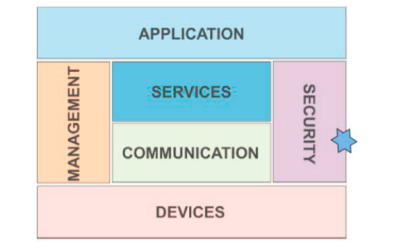 APPLICATION
MANAGEMENT
SERVICES
COMMUNICATION
SECURITY
DEVICES